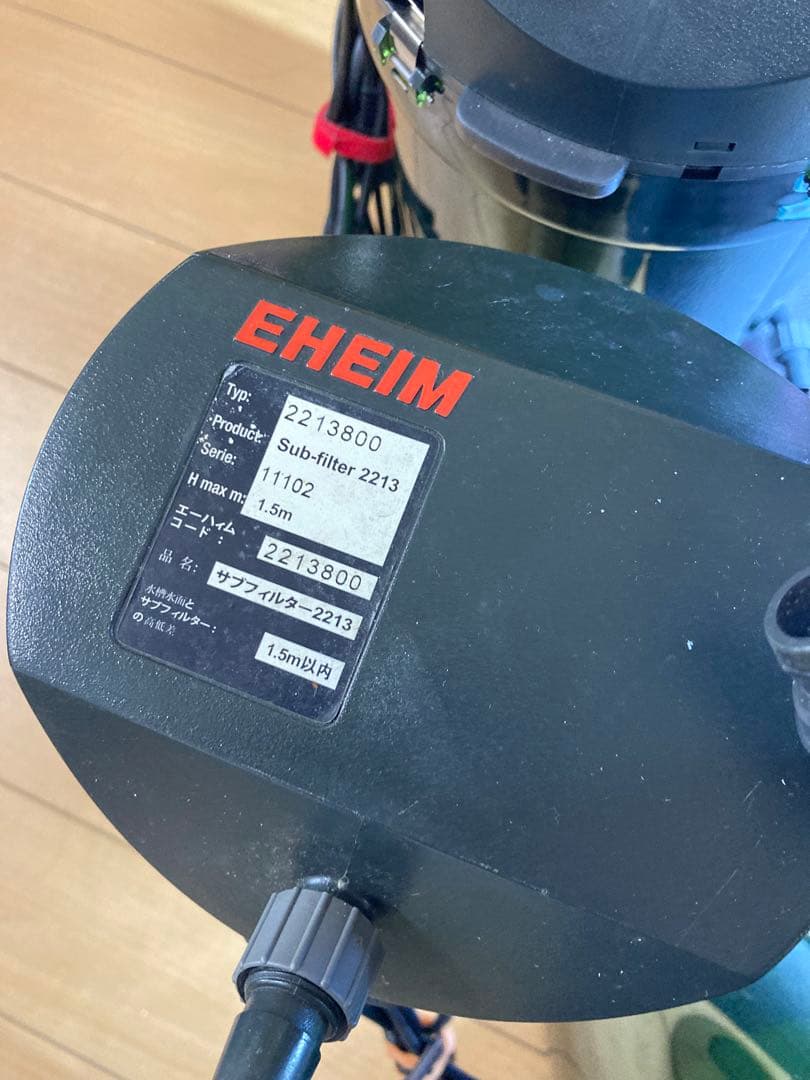 EHEIM
Typ: 2213800
Product: Sub-filter 2213
Serie: 11102
H max m: 1.5m
エーハイム
コード: 2213800
品名: サブフィルター2213
水槽水面と
サブフィルター:
の高低差 1.5m以内